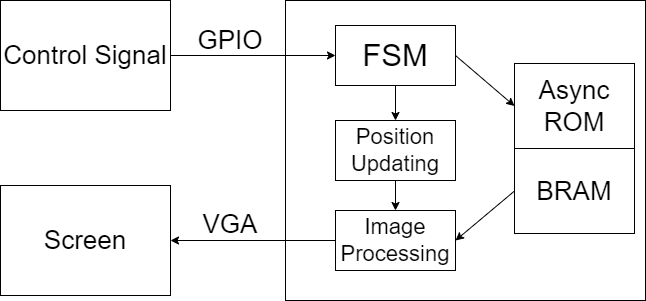 Control Signal
GPIO
FSM
Async
ROM
Position
Updating
BRAM
Screen
VGA
Image
Processing